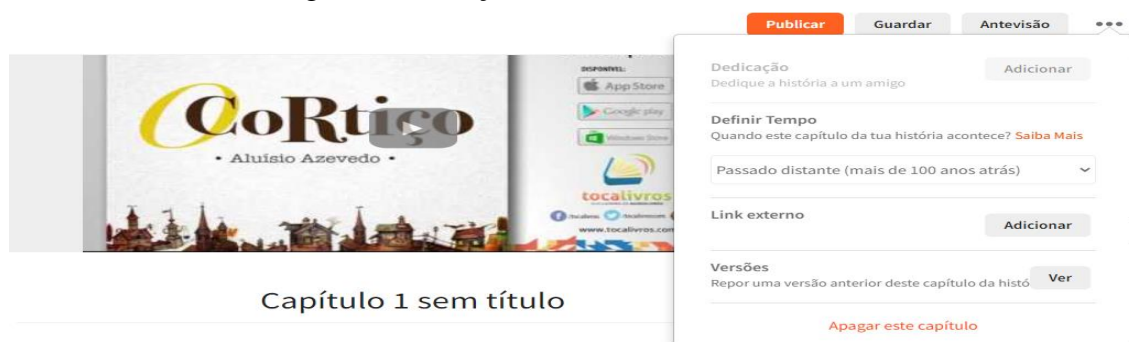 Publicar
Guardar
Antevisão
Dedicação
Dedique a história a um amigo
Adicionar
Definir Tempo
Quando este capítulo da tua história acontece? Saiba Mais
Passado distante (mais de 100 anos atrás)
Link externo
Adicionar
Versões
Repor uma versão anterior deste capítulo da histó
Ver
Apagar este capítulo
O CoRtiço
• Aluísio Azevedo •
DISPONÍVEL:
App Store
Google play
Windows Store
tocalivros
www.tocalivros.com
Capítulo 1 sem título